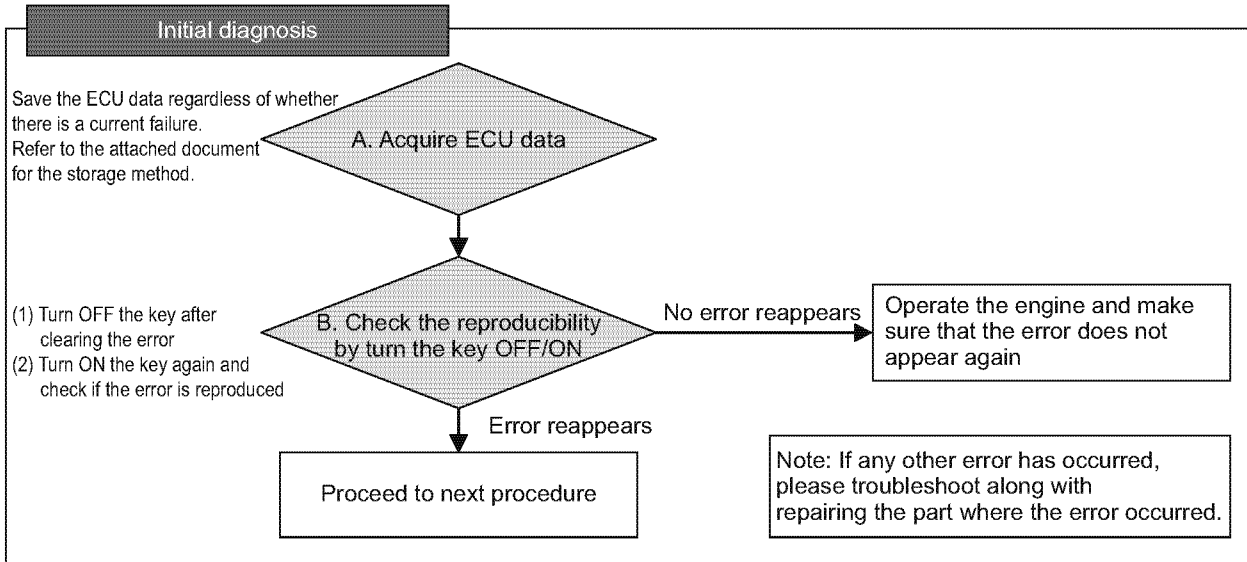 Initial diagnosis
Save the ECU data regardless of whether
there is a current failure.
Refer to the attached document
for the storage method.
A. Acquire ECU data
(1) Turn OFF the key after
clearing the error
(2) Turn ON the key again and
check if the error is reproduced
B. Check the reproducibility
by turn the key OFF/ON
No error reappears
Operate the engine and make
sure that the error does not
appear again
Error reappears
Proceed to next procedure
Note: If any other error has occurred,
please troubleshoot along with
repairing the part where the error occurred.